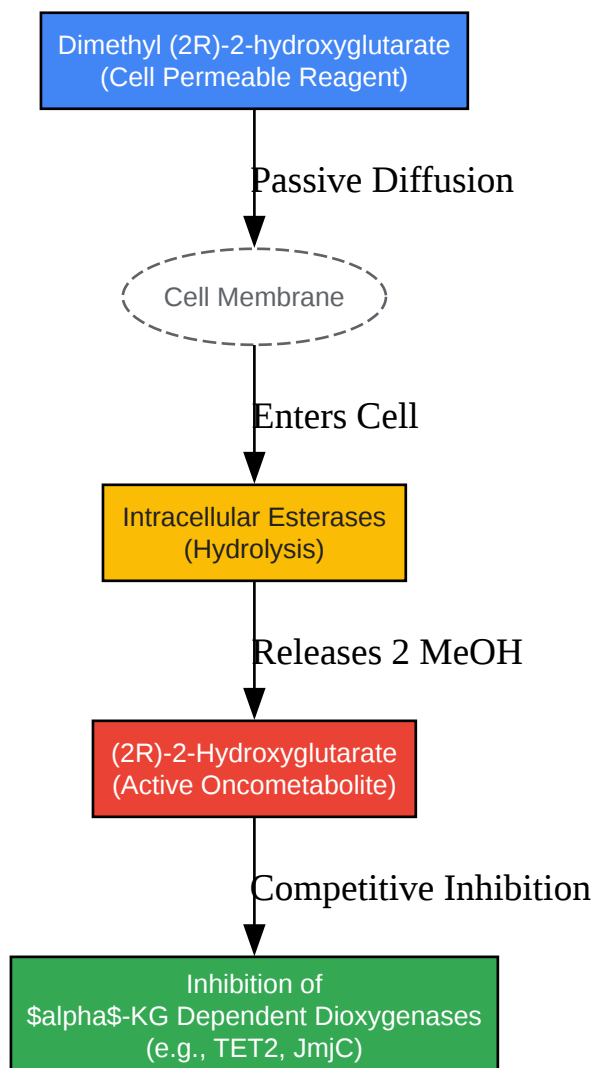 Dimethyl (2R)-2-hydroxyglutarate
(Cell Permeable Reagent)
Passive Diffusion
Cell Membrane
Enters Cell
Intracellular Esterases
(Hydrolysis)
Releases 2 MeOH
(2R)-2-Hydroxyglutarate
(Active Oncometabolite)
Competitive Inhibition
Inhibition of
$alpha$-KG Dependent Dioxygenases
(e.g., TET2, JmjC)